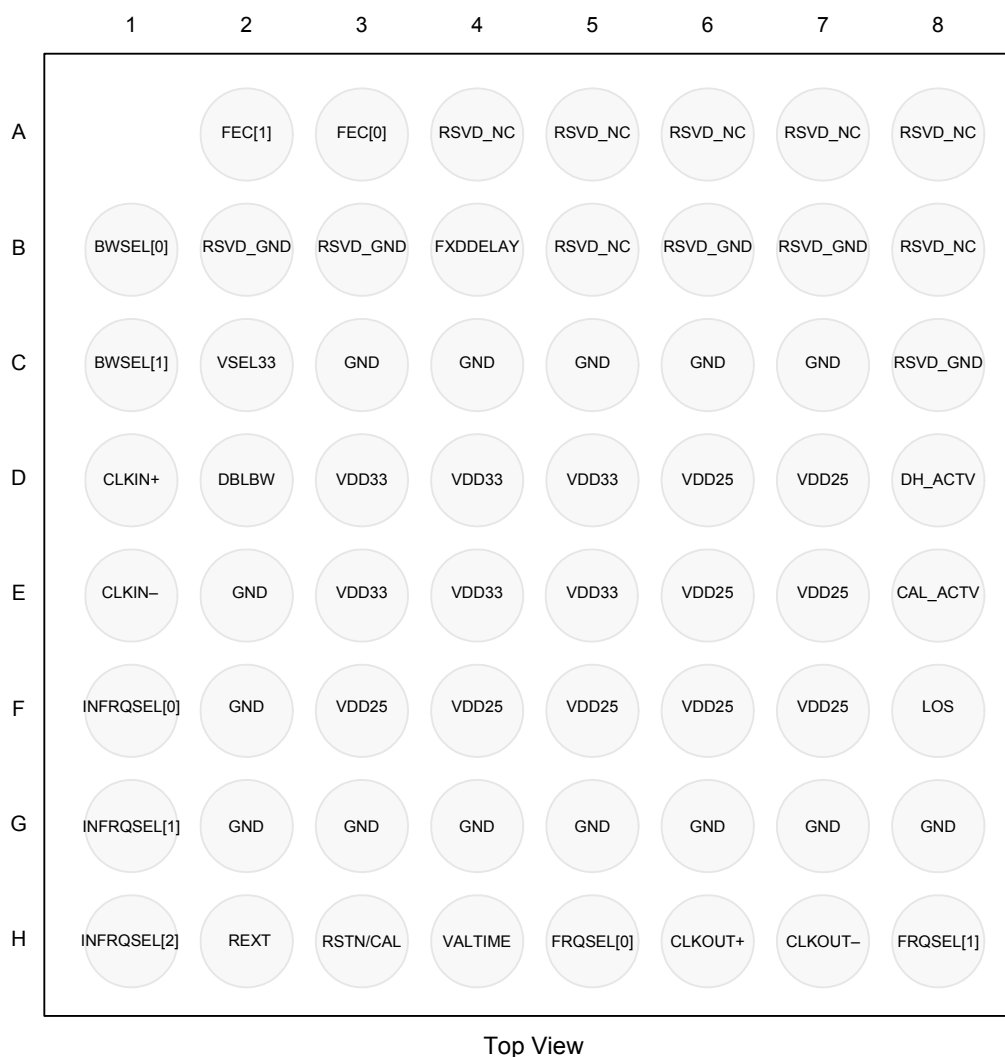 1 2 3 4 5 6 7 8
A FEC[1] FEC[0] RSVD_NC RSVD_NC RSVD_NC RSVD_NC RSVD_NC
B BWSEL[0] RSVD_GND RSVD_GND FXDDELAY RSVD_NC RSVD_GND RSVD_GND RSVD_NC
C BWSEL[1] VSEL33 GND GND GND GND GND RSVD_GND
D CLKIN+ DBLBW VDD33 VDD33 VDD33 VDD25 VDD25 DH_ACTV
E CLKIN– GND VDD33 VDD33 VDD33 VDD25 VDD25 CAL_ACTV
F INFRQSEL[0] GND VDD25 VDD25 VDD25 VDD25 VDD25 LOS
G INFRQSEL[1] GND GND GND GND GND GND GND
H INFRQSEL[2] REXT RSTN/CAL VALTIME FRQSEL[0] CLKOUT+ CLKOUT– FRQSEL[1]
Top View